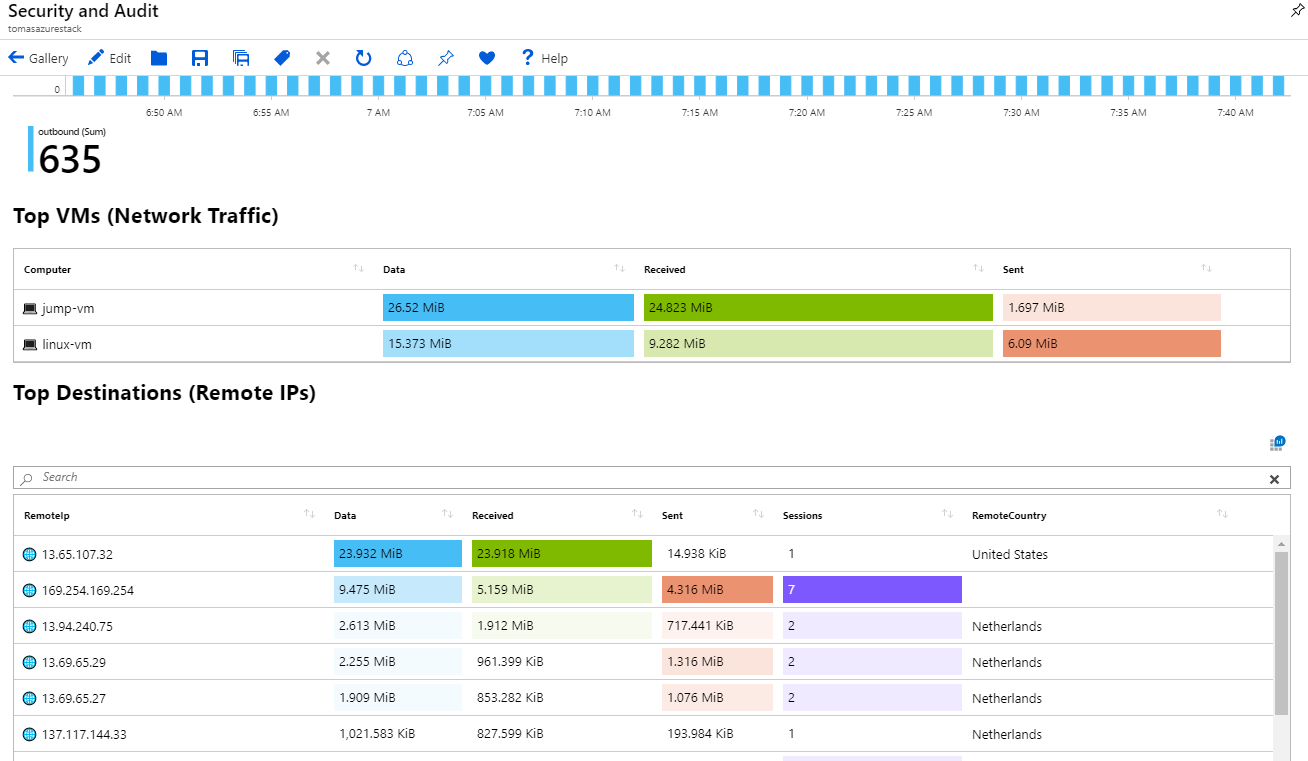 Security and Audit
tomasazurestack
Gallery Edit Help
0
6:50 AM 6:55 AM 7 AM 7:05 AM 7:10 AM 7:15 AM 7:20 AM 7:25 AM 7:30 AM 7:35 AM 7:40 AM
outbound (Sum)
635
Top VMs (Network Traffic)
Computer Data Received Sent
jump-vm 26.52 MiB 24.823 MiB 1.697 MiB
linux-vm 15.373 MiB 9.282 MiB 6.09 MiB
Top Destinations (Remote IPs)
Search
RemoteIp Data Received Sent Sessions RemoteCountry
13.65.107.32 23.932 MiB 23.918 MiB 14.938 KiB 1 United States
169.254.169.254 9.475 MiB 5.159 MiB 4.316 MiB 7
13.94.240.75 2.613 MiB 1.912 MiB 717.441 KiB 2 Netherlands
13.69.65.29 2.255 MiB 961.399 KiB 1.316 MiB 2 Netherlands
13.69.65.27 1.909 MiB 853.282 KiB 1.076 MiB 2 Netherlands
137.117.144.33 1,021.583 KiB 827.599 KiB 193.984 KiB 1 Netherlands